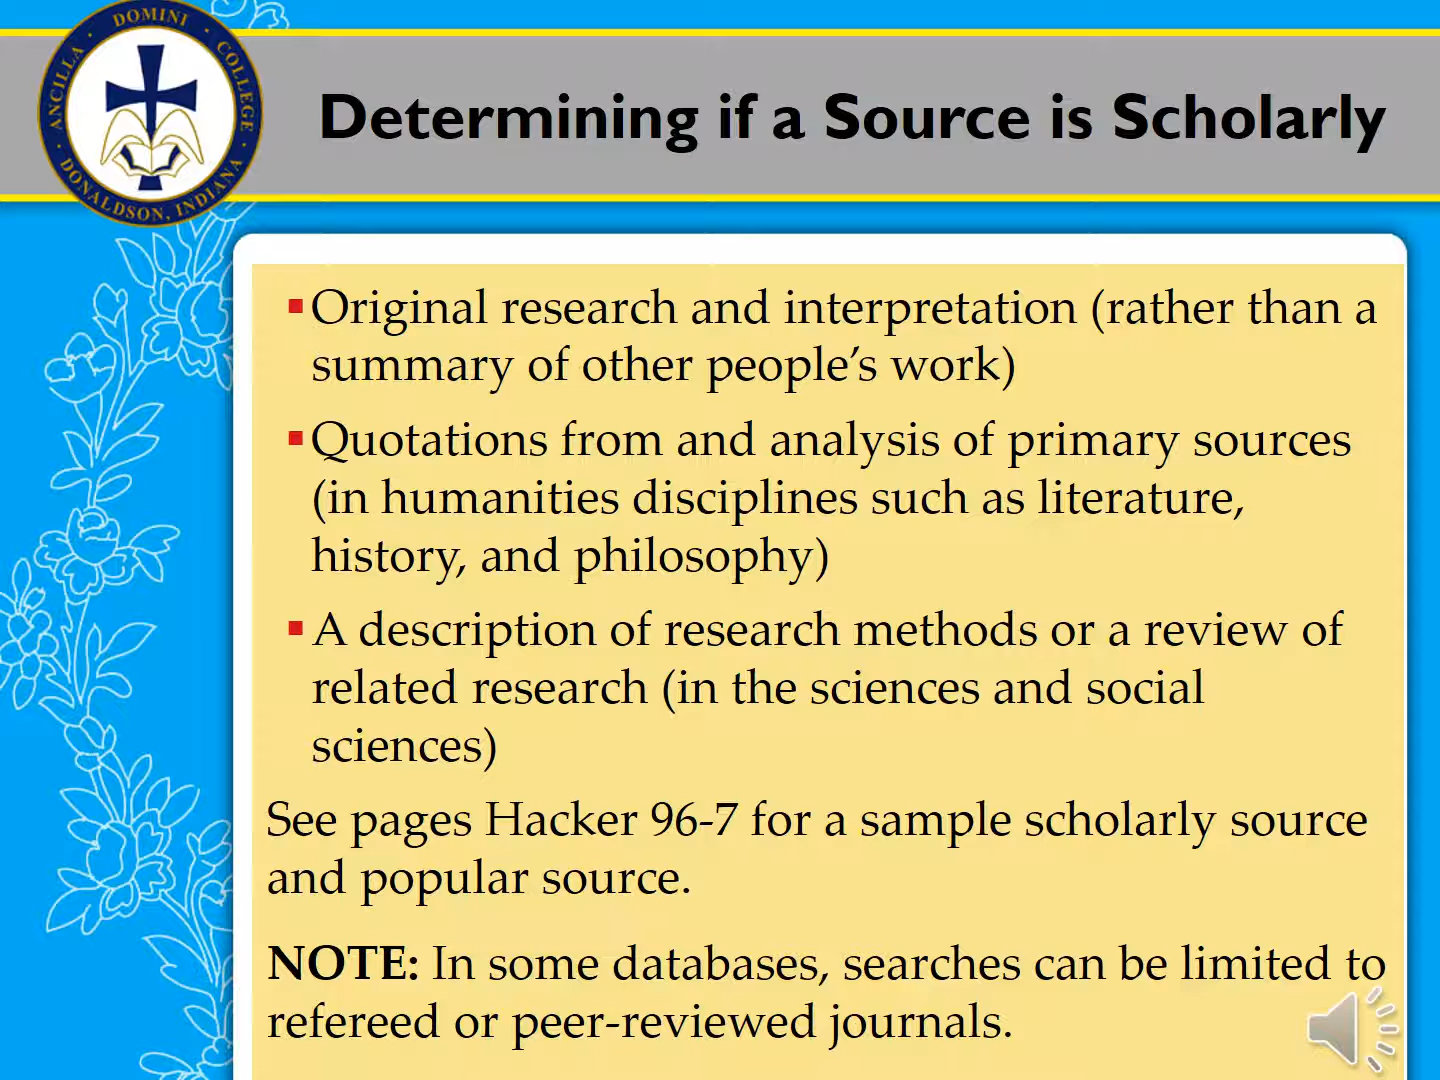 ANCILLA DOMINI COLLEGE
DONALDSON, INDIANA
Determining if a Source is Scholarly
▪Original research and interpretation (rather than a
summary of other people’s work)
▪Quotations from and analysis of primary sources
(in humanities disciplines such as literature,
history, and philosophy)
▪A description of research methods or a review of
related research (in the sciences and social
sciences)
See pages Hacker 96-7 for a sample scholarly source
and popular source.
NOTE: In some databases, searches can be limited to
refereed or peer-reviewed journals.